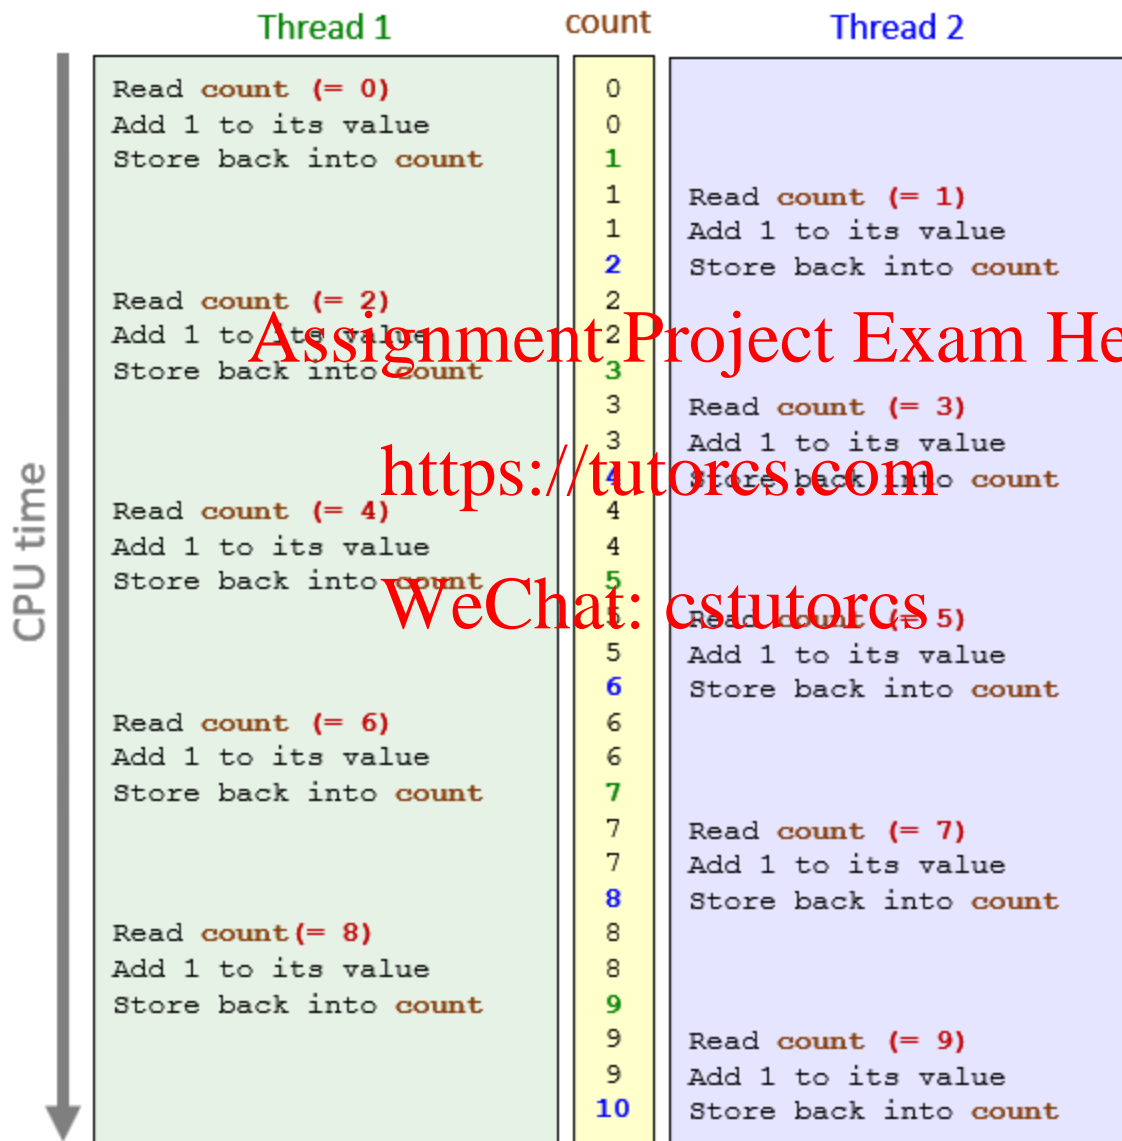 Thread 1 count Thread 2
Read count (= 0) 0
Add 1 to its value 0
Store back into count 1
1 Read count (= 1)
1 Add 1 to its value
2 Store back into count
Read count (= 2) 2
Add 1 to its value 2
Assignment Project Exam He
Store back into count 3
3 Read count (= 3)
3 Add 1 to its value
https://tutorcs.com
4 Store back into count
Read count (= 4) 4
Add 1 to its value 4
Store back into count 5
WeChat: cstutorcs
5 Read count (= 5)
5 Add 1 to its value
6 Store back into count
Read count (= 6) 6
Add 1 to its value 6
Store back into count 7
7 Read count (= 7)
7 Add 1 to its value
8 Store back into count
Read count(= 8) 8
Add 1 to its value 8
Store back into count 9
9 Read count (= 9)
9 Add 1 to its value
10 Store back into count
CPU time